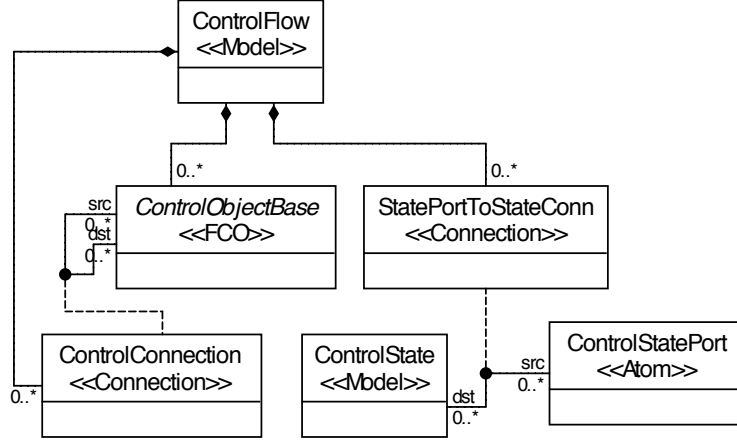 ControlFlow
<<Model>>
0..*
0..*
src
0..*
dst
0..*
ControlObjectBase
<<FCO>>
StatePortToStateConn
<<Connection>>
ControlConnection
<<Connection>>
0..*
ControlState
<<Model>>
dst
0..*
src
0..*
ControlStatePort
<<Atom>>